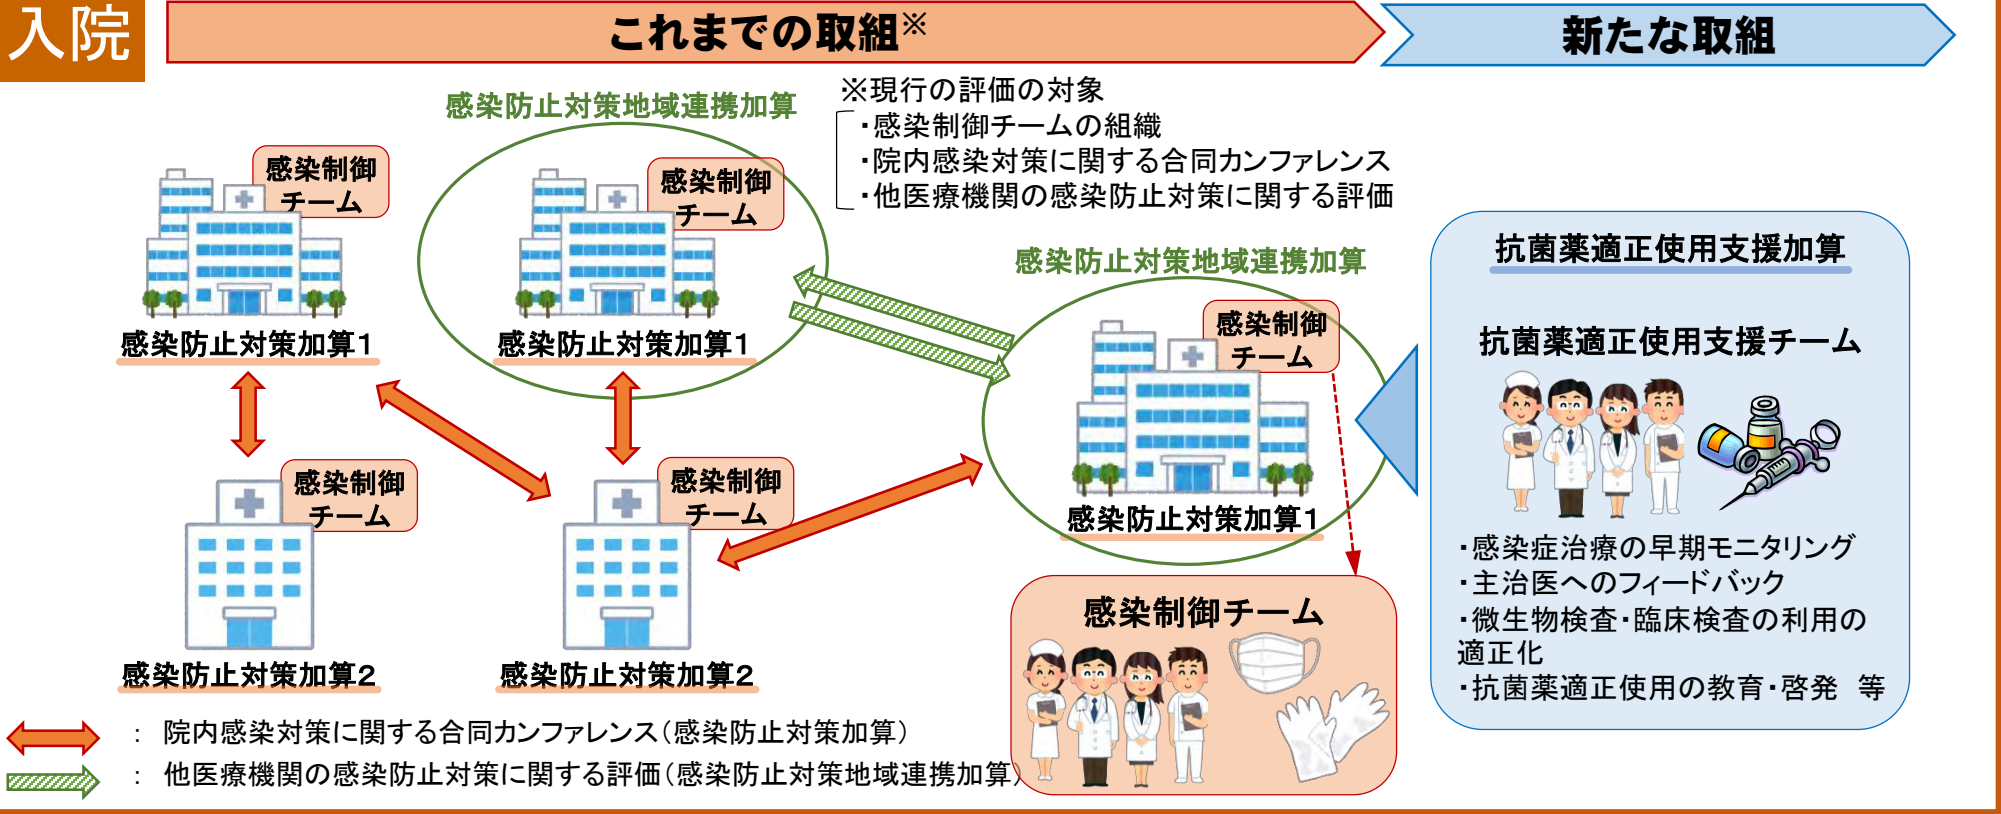 入院
これまでの取組※
新たな取組
※現行の評価の対象
・感染制御チームの組織
・院内感染対策に関する合同カンファレンス
・他医療機関の感染防止対策に関する評価
感染防止対策地域連携加算
感染制御
チーム
感染制御
チーム
感染防止対策加算1
感染防止対策加算1
感染防止対策地域連携加算
感染制御
チーム
感染防止対策加算1
感染制御
チーム
感染制御
チーム
感染防止対策加算2
感染防止対策加算2
感染制御チーム
抗菌薬適正使用支援加算
抗菌薬適正使用支援チーム
・感染症治療の早期モニタリング
・主治医へのフィードバック
・微生物検査・臨床検査の利用の
適正化
・抗菌薬適正使用の教育・啓発　等
： 院内感染対策に関する合同カンファレンス（感染防止対策加算）
： 他医療機関の感染防止対策に関する評価（感染防止対策地域連携加算）